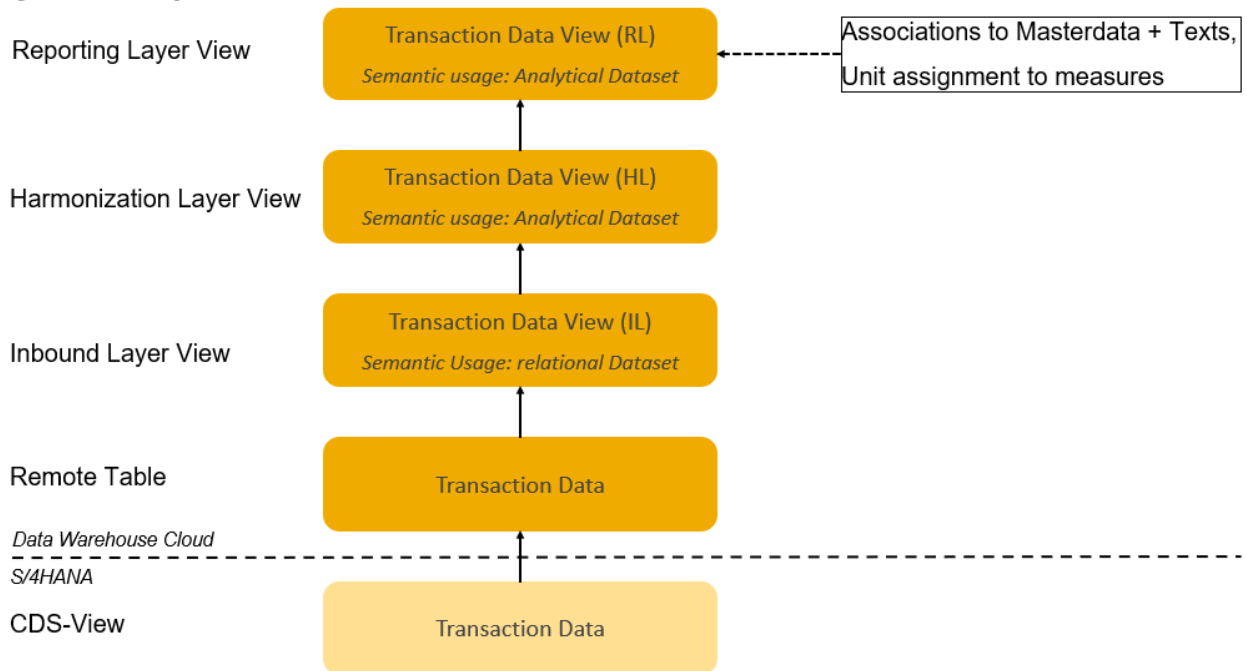 Reporting Layer View
Transaction Data View (RL)
Semantic usage: Analytical Dataset
Associations to Masterdata + Texts,
Unit assignment to measures
Harmonization Layer View
Transaction Data View (HL)
Semantic usage: Analytical Dataset
Inbound Layer View
Transaction Data View (IL)
Semantic Usage: relational Dataset
Remote Table
Transaction Data
Data Warehouse Cloud
S/4HANA
CDS-View
Transaction Data